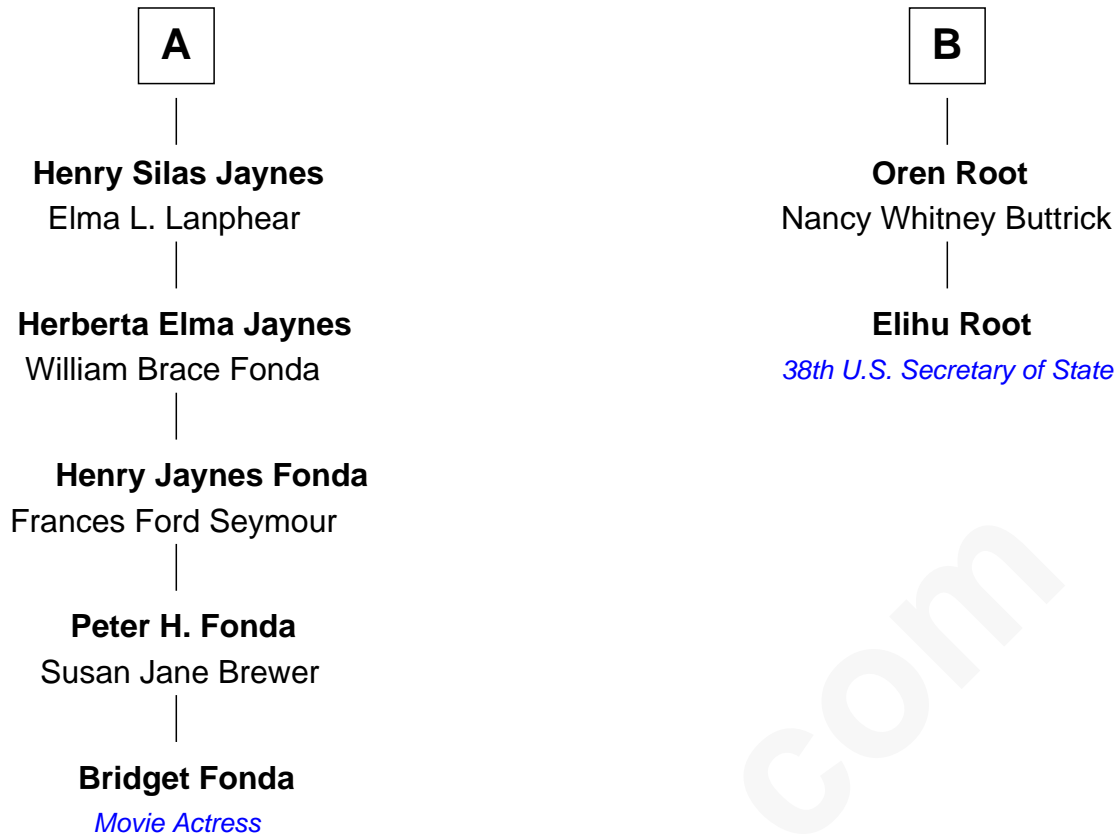 A
Henry Silas Jaynes
Elma L. Lanphear
Herberta Elma Jaynes
William Brace Fonda
Henry Jaynes Fonda
Frances Ford Seymour
Peter H. Fonda
Susan Jane Brewer
Bridget Fonda
Movie Actress
B
Oren Root
Nancy Whitney Buttrick
Elihu Root
38th U.S. Secretary of State
com